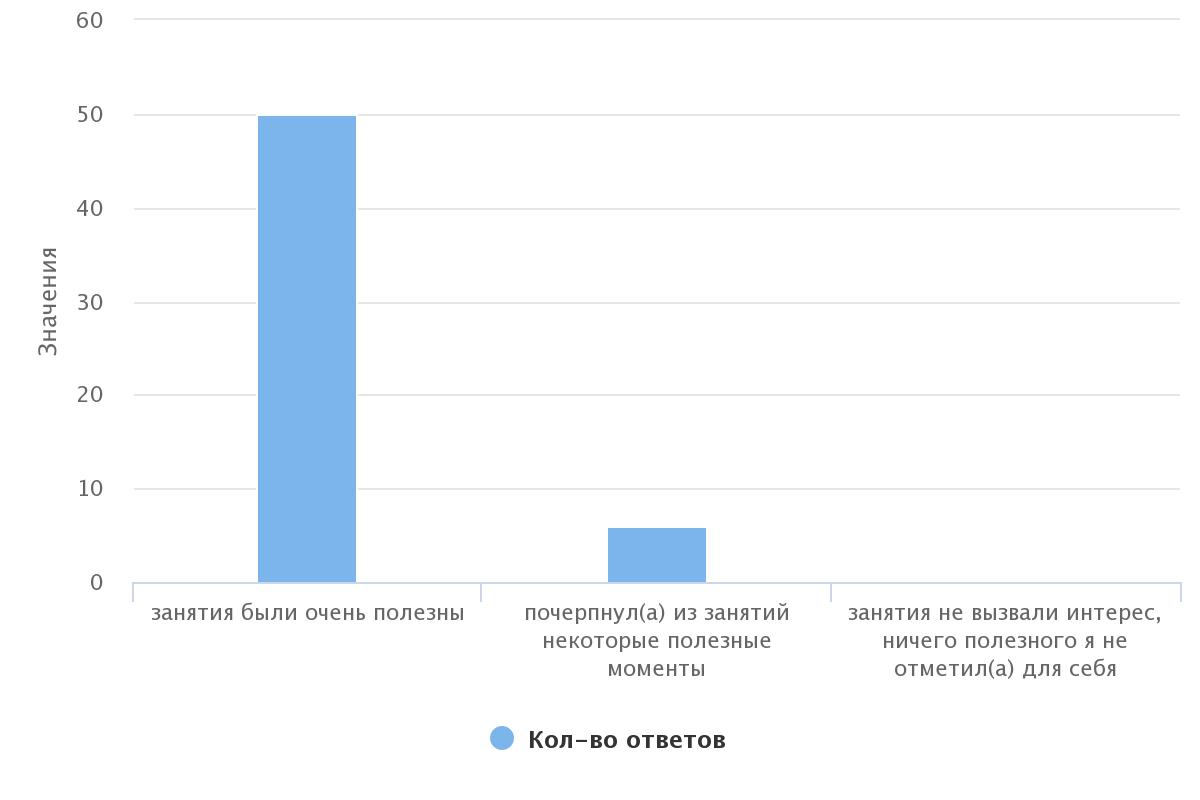 60
50
40
30
20
10
0
Значения
занятия были очень полезны
почерпнул(а) из занятий
некоторые полезные
моменты
занятия не вызвали интерес,
ничего полезного я не
отметил(а) для себя
Кол-во ответов